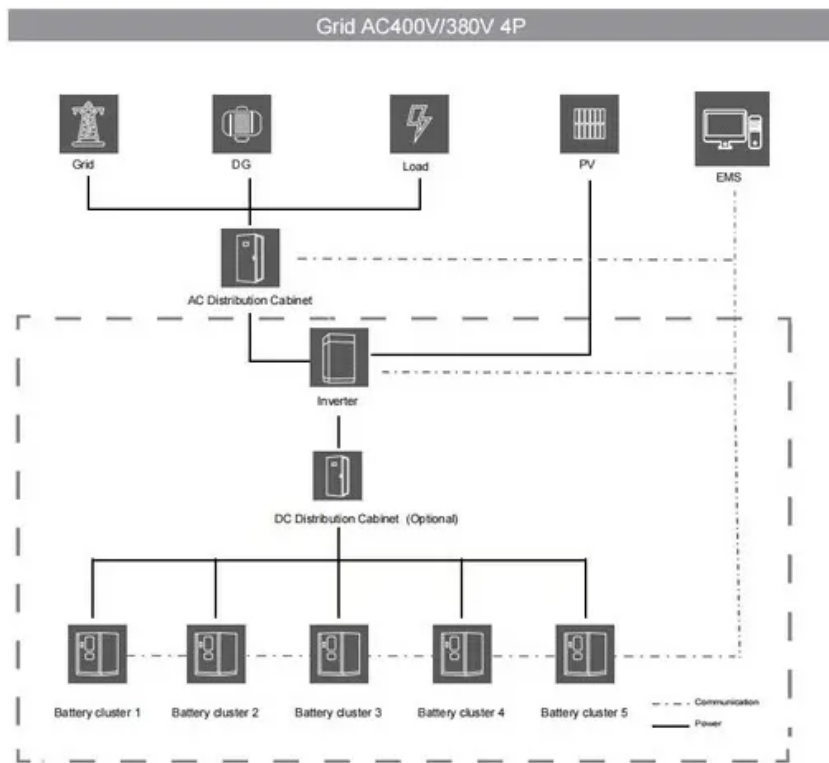 Grid AC400V/380V 4P
Grid
DG
Load
PV
EMS
AC Distribution Cabinet
Inverter
DC Distribution Cabinet (Optional)
Battery cluster 1
Battery cluster 2
Battery cluster 3
Battery cluster 4
Battery cluster 5
Communication
Power